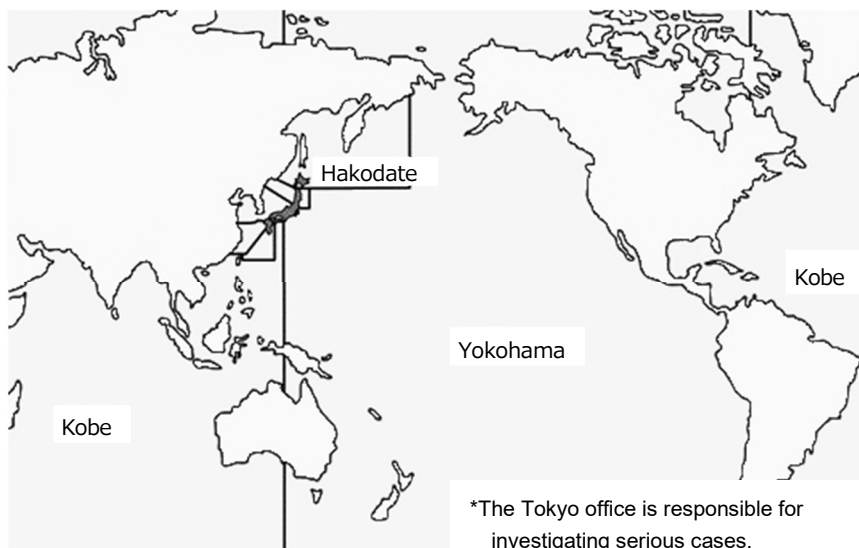 Hakodate
Kobe
Yokohama
Kobe
*The Tokyo office is responsible for
investigating serious cases.